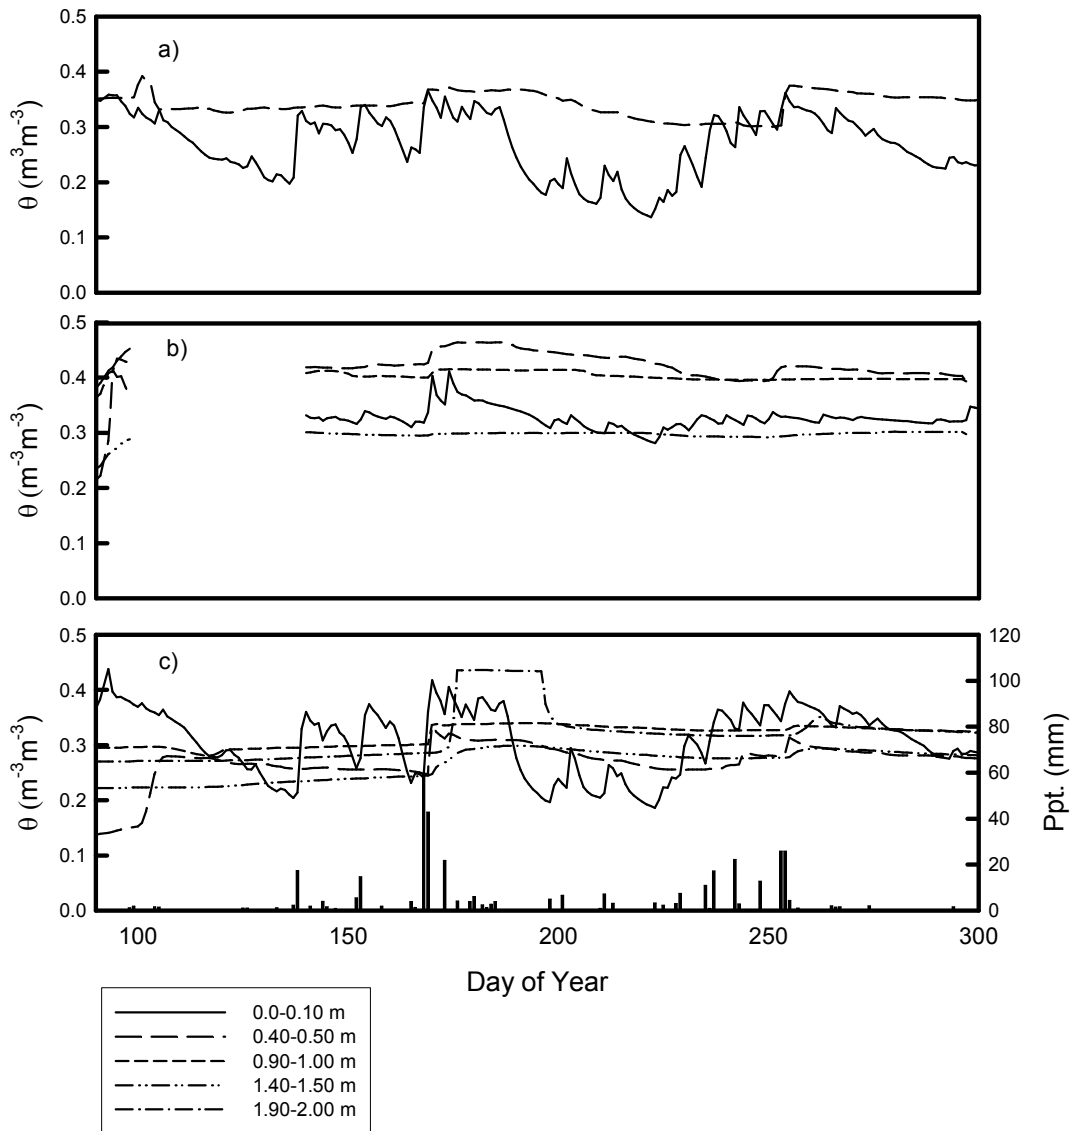 0.5
a)
0.4
0.3
0.2
0.1
0.0
θ (m³m⁻³)
0.5
b)
0.4
0.3
0.2
0.1
0.0
θ (m⁻³m⁻³)
0.5
c)
0.4
0.3
0.2
0.1
0.0
θ (m⁻³m⁻³)
120
100
80
60
40
20
0
Ppt. (mm)
100 150 200 250 300
Day of Year
0.0-0.10 m
0.40-0.50 m
0.90-1.00 m
1.40-1.50 m
1.90-2.00 m